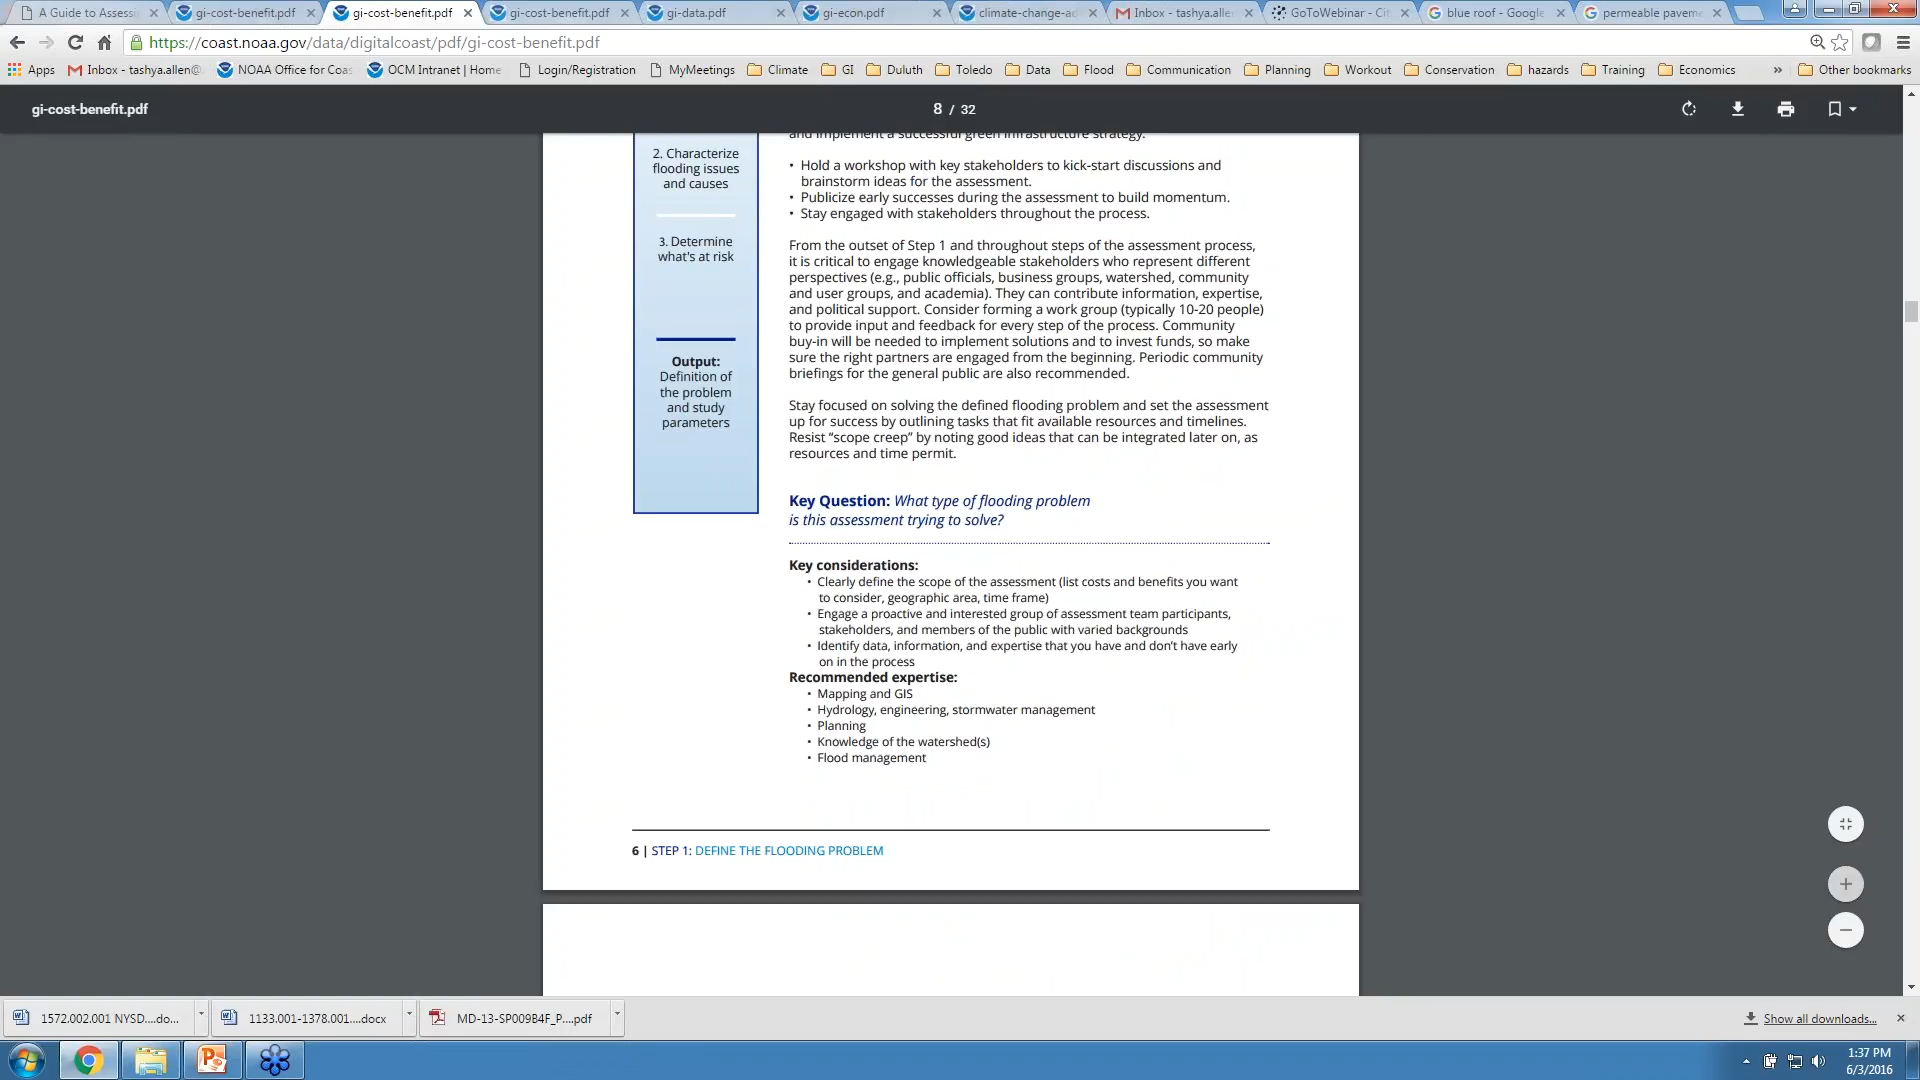 A Guide to Assessi
gi-cost-benefit.pdf
gi-cost-benefit.pdf
gi-cost-benefit.pdf
gi-data.pdf
gi-econ.pdf
climate-change-ad
Inbox - tashya.aller
GoToWebinar - Cit
blue roof - Google
permeable paveme
https://coast.noaa.gov/data/digitalcoast/pdf/gi-cost-benefit.pdf
Apps
Inbox - tashya.allen@
NOAA Office for Coas
OCM Intranet | Home
Login/Registration
MyMeetings
Climate
GI
Duluth
Toledo
Data
Flood
Communication
Planning
Workout
Conservation
hazards
Training
Economics
»
Other bookmarks
gi-cost-benefit.pdf
8 / 32
2. Characterize
flooding issues
and causes
3. Determine
what's at risk
Output:
Definition of
the problem
and study
parameters
and implement a successful green infrastructure strategy.
• Hold a workshop with key stakeholders to kick-start discussions and
brainstorm ideas for the assessment.
• Publicize early successes during the assessment to build momentum.
• Stay engaged with stakeholders throughout the process.
From the outset of Step 1 and throughout steps of the assessment process,
it is critical to engage knowledgeable stakeholders who represent different
perspectives (e.g., public officials, business groups, watershed, community
and user groups, and academia). They can contribute information, expertise,
and political support. Consider forming a work group (typically 10-20 people)
to provide input and feedback for every step of the process. Community
buy-in will be needed to implement solutions and to invest funds, so make
sure the right partners are engaged from the beginning. Periodic community
briefings for the general public are also recommended.
Stay focused on solving the defined flooding problem and set the assessment
up for success by outlining tasks that fit available resources and timelines.
Resist “scope creep” by noting good ideas that can be integrated later on, as
resources and time permit.
Key Question: What type of flooding problem
is this assessment trying to solve?
Key considerations:
• Clearly define the scope of the assessment (list costs and benefits you want
to consider, geographic area, time frame)
• Engage a proactive and interested group of assessment team participants,
stakeholders, and members of the public with varied backgrounds
• Identify data, information, and expertise that you have and don’t have early
on in the process
Recommended expertise:
• Mapping and GIS
• Hydrology, engineering, stormwater management
• Planning
• Knowledge of the watershed(s)
• Flood management
6 | STEP 1: DEFINE THE FLOODING PROBLEM
1572.002.001 NYSD....do...
1133.001-1378.001....docx
MD-13-SP009B4F_P....pdf
Show all downloads...
1:37 PM
6/3/2016